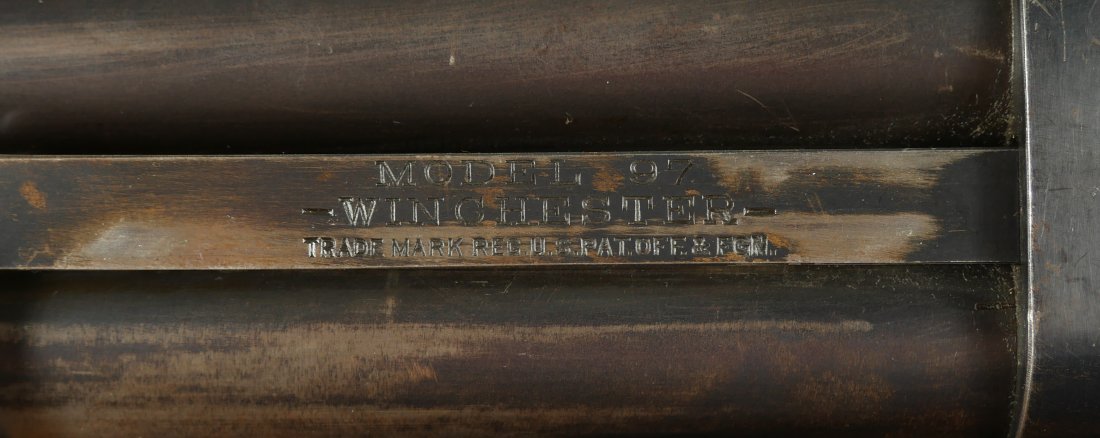 MODEL 97
-WINCHESTER-
TRADE MARK REG. U.S. PAT. OFF. & FGN.